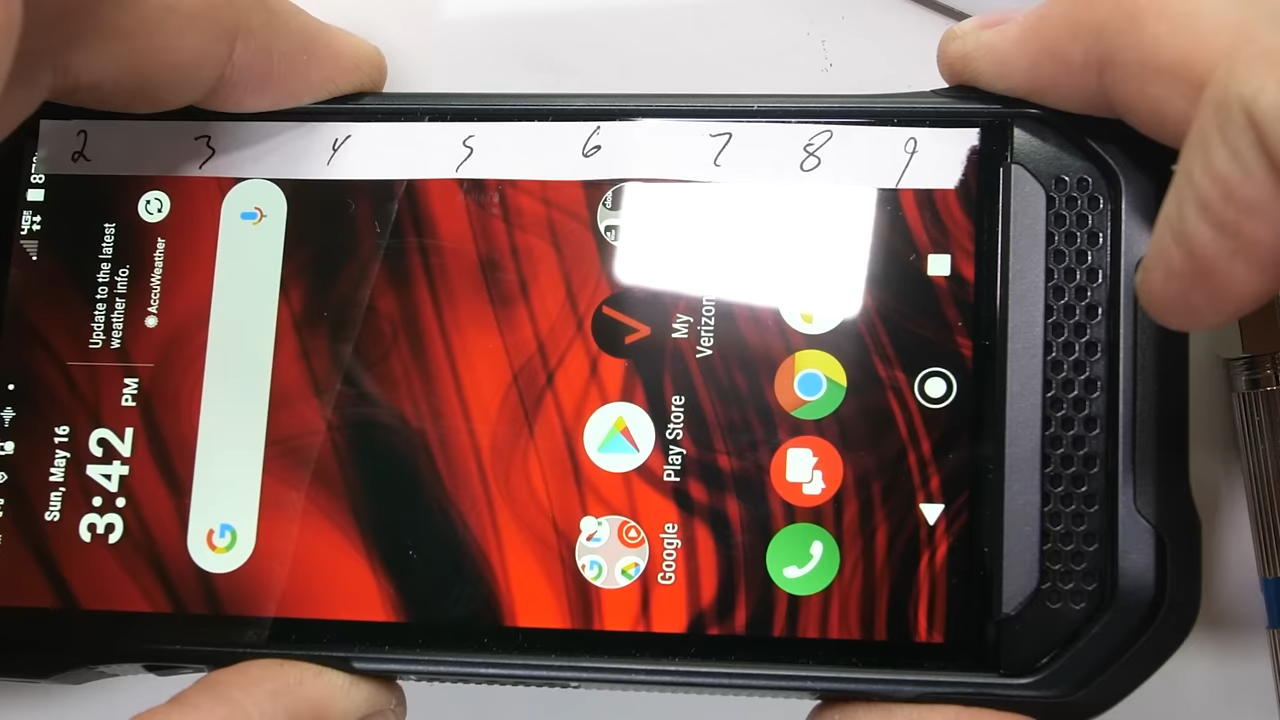 2 3 4 5 6 7 8 9
4GE
Update to the latest
weather info.
AccuWeather
Sun, May 16
3:42 PM
My
Verizon
Play Store
Google